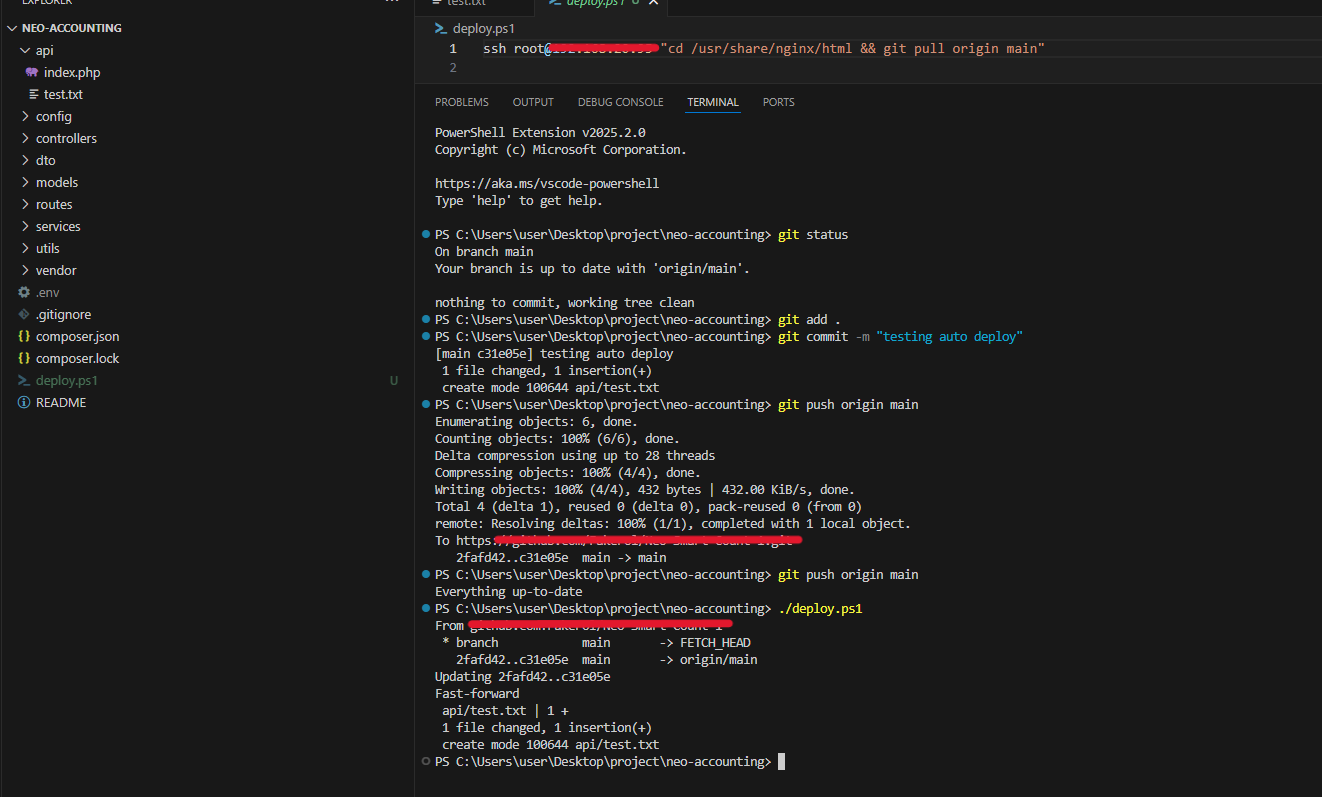 EXPLORER
...
NEO-ACCOUNTING
api
index.php
test.txt
config
controllers
dto
models
routes
services
utils
vendor
.env
.gitignore
composer.json
composer.lock
deploy.ps1 U
README
test.txt deploy.ps1 U
deploy.ps1
1 ssh root@ "cd /usr/share/nginx/html && git pull origin main"
2
PROBLEMS OUTPUT DEBUG CONSOLE TERMINAL PORTS
PowerShell Extension v2025.2.0
Copyright (c) Microsoft Corporation.
https://aka.ms/vscode-powershell
Type 'help' to get help.
PS C:\Users\user\Desktop\project\neo-accounting> git status
On branch main
Your branch is up to date with 'origin/main'.
nothing to commit, working tree clean
PS C:\Users\user\Desktop\project\neo-accounting> git add .
PS C:\Users\user\Desktop\project\neo-accounting> git commit -m "testing auto deploy"
[main c31e05e] testing auto deploy
1 file changed, 1 insertion(+)
create mode 100644 api/test.txt
PS C:\Users\user\Desktop\project\neo-accounting> git push origin main
Enumerating objects: 6, done.
Counting objects: 100% (6/6), done.
Delta compression using up to 28 threads
Compressing objects: 100% (4/4), done.
Writing objects: 100% (4/4), 432 bytes | 432.00 KiB/s, done.
Total 4 (delta 1), reused 0 (delta 0), pack-reused 0 (from 0)
remote: Resolving deltas: 100% (1/1), completed with 1 local object.
To https:
2fafd42..c31e05e main -> main
PS C:\Users\user\Desktop\project\neo-accounting> git push origin main
Everything up-to-date
PS C:\Users\user\Desktop\project\neo-accounting> ./deploy.ps1
From
* branch main -> FETCH_HEAD
2fafd42..c31e05e main -> origin/main
Updating 2fafd42..c31e05e
Fast-forward
api/test.txt | 1 +
1 file changed, 1 insertion(+)
create mode 100644 api/test.txt
PS C:\Users\user\Desktop\project\neo-accounting>